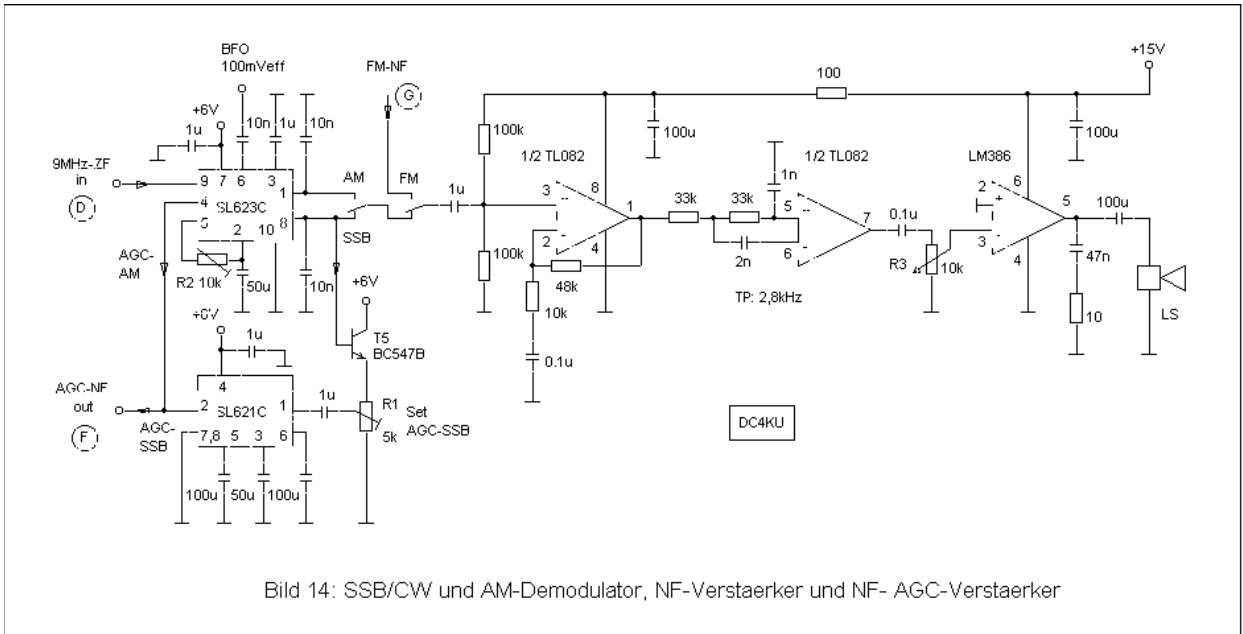 BFO
100mVeff
FM-NF
G
+15V
100
+6V
10n
1u
10n
1u
100k
100u
100u
9MHz-ZF
in
D
9
7
6
3
1
4
SL623C
5
8
2
10
AM
FM
SSB
1u
1/2 TL082
3
8
1
2
4
33k
33k
1n
1/2 TL082
5
7
6
2n
LM386
2
6
+
5
3
4
0.1u
100u
AGC-
AM
R2 10k
50u
10n
100k
48k
10k
0.1u
TP: 2,8kHz
R3
10k
47n
10
LS
+6V
T5
BC547B
+6V
1u
AGC-NF
out
F
4
2
SL621C
1
7,8
5
3
6
AGC-
SSB
1u
R1
5k
Set
AGC-SSB
100u
50u
100u
DC4KU
Bild 14: SSB/CW und AM-Demodulator, NF-Verstaerker und NF- AGC-Verstaerker